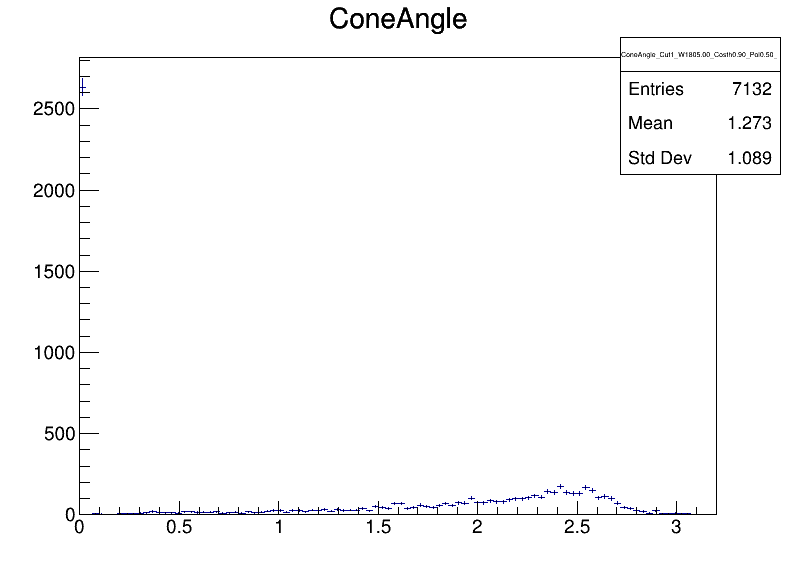 ConeAngle
ConeAngle_Cut1_W1805.00_Costh0.90_Pol0.50_
Entries 7132
Mean 1.273
Std Dev 1.089
2500
2000
1500
1000
500
0
0 0.5 1 1.5 2 2.5 3